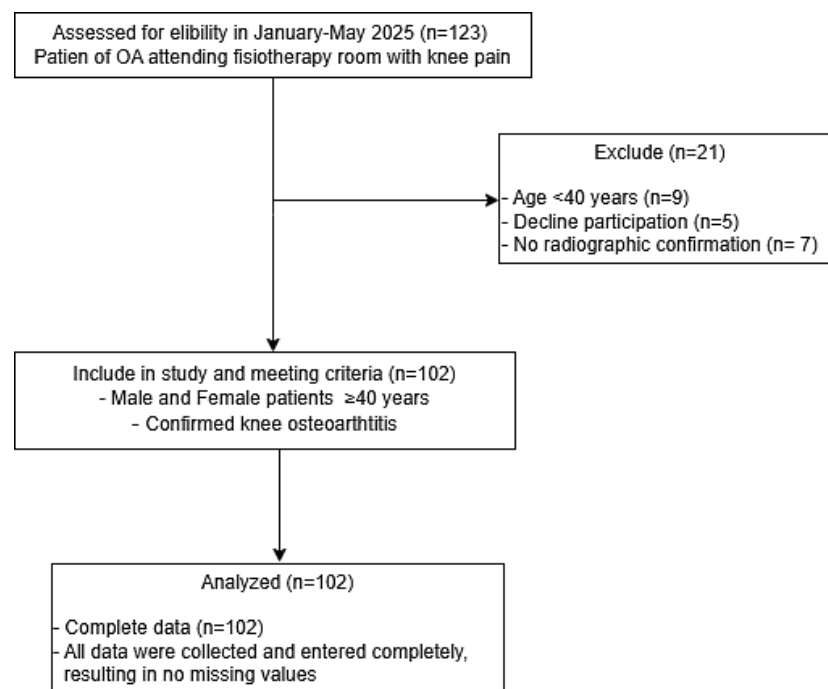 Assessed for elibility in January-May 2025 (n=123)
Patien of OA attending fisiotherapy room with knee pain
Exclude (n=21)
- Age <40 years (n=9)
- Decline participation (n=5)
- No radiographic confirmation (n= 7)
Include in study and meeting criteria (n=102)
- Male and Female patients ≥40 years
- Confirmed knee osteoarthtitis
Analyzed (n=102)
- Complete data (n=102)
- All data were collected and entered completely,
resulting in no missing values